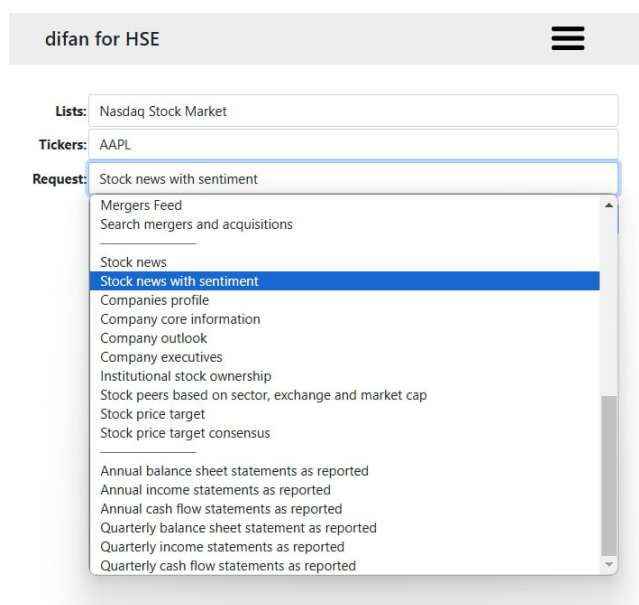 difan for HSE
Lists: Nasdaq Stock Market
Tickers: AAPL
Request: Stock news with sentiment
Mergers Feed
Search mergers and acquisitions
Stock news
Stock news with sentiment
Companies profile
Company core information
Company outlook
Company executives
Institutional stock ownership
Stock peers based on sector, exchange and market cap
Stock price target
Stock price target consensus
Annual balance sheet statements as reported
Annual income statements as reported
Annual cash flow statements as reported
Quarterly balance sheet statement as reported
Quarterly income statements as reported
Quarterly cash flow statements as reported